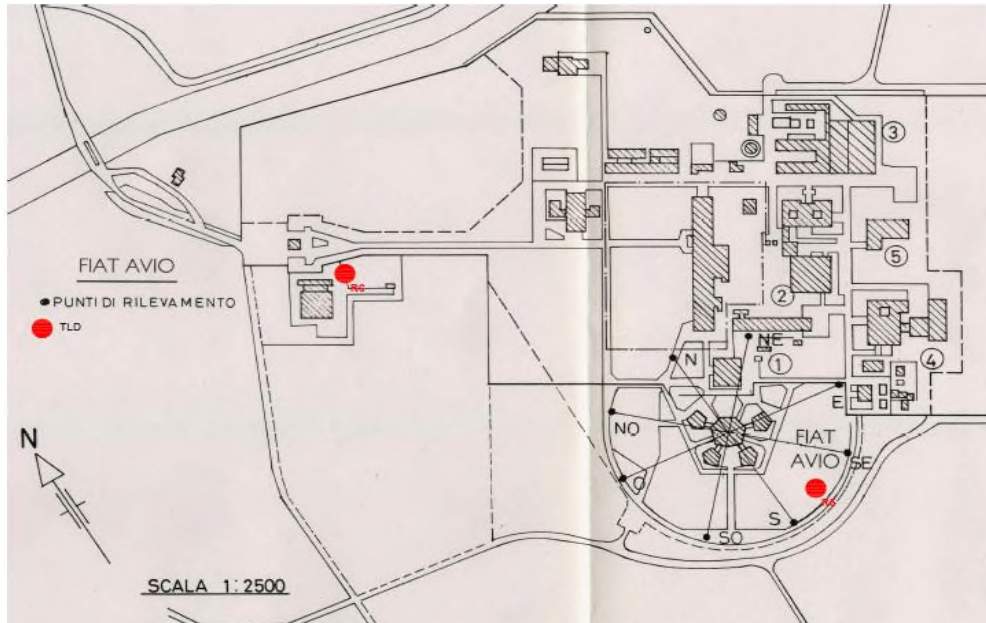 3
5
FIAT AVIO
PUNTI DI RILEVAMENTO
TLD
2
NE
N
1
4
E
NO
N
FIAT
AVIO
SE
O
S
SO
SCALA 1:2500